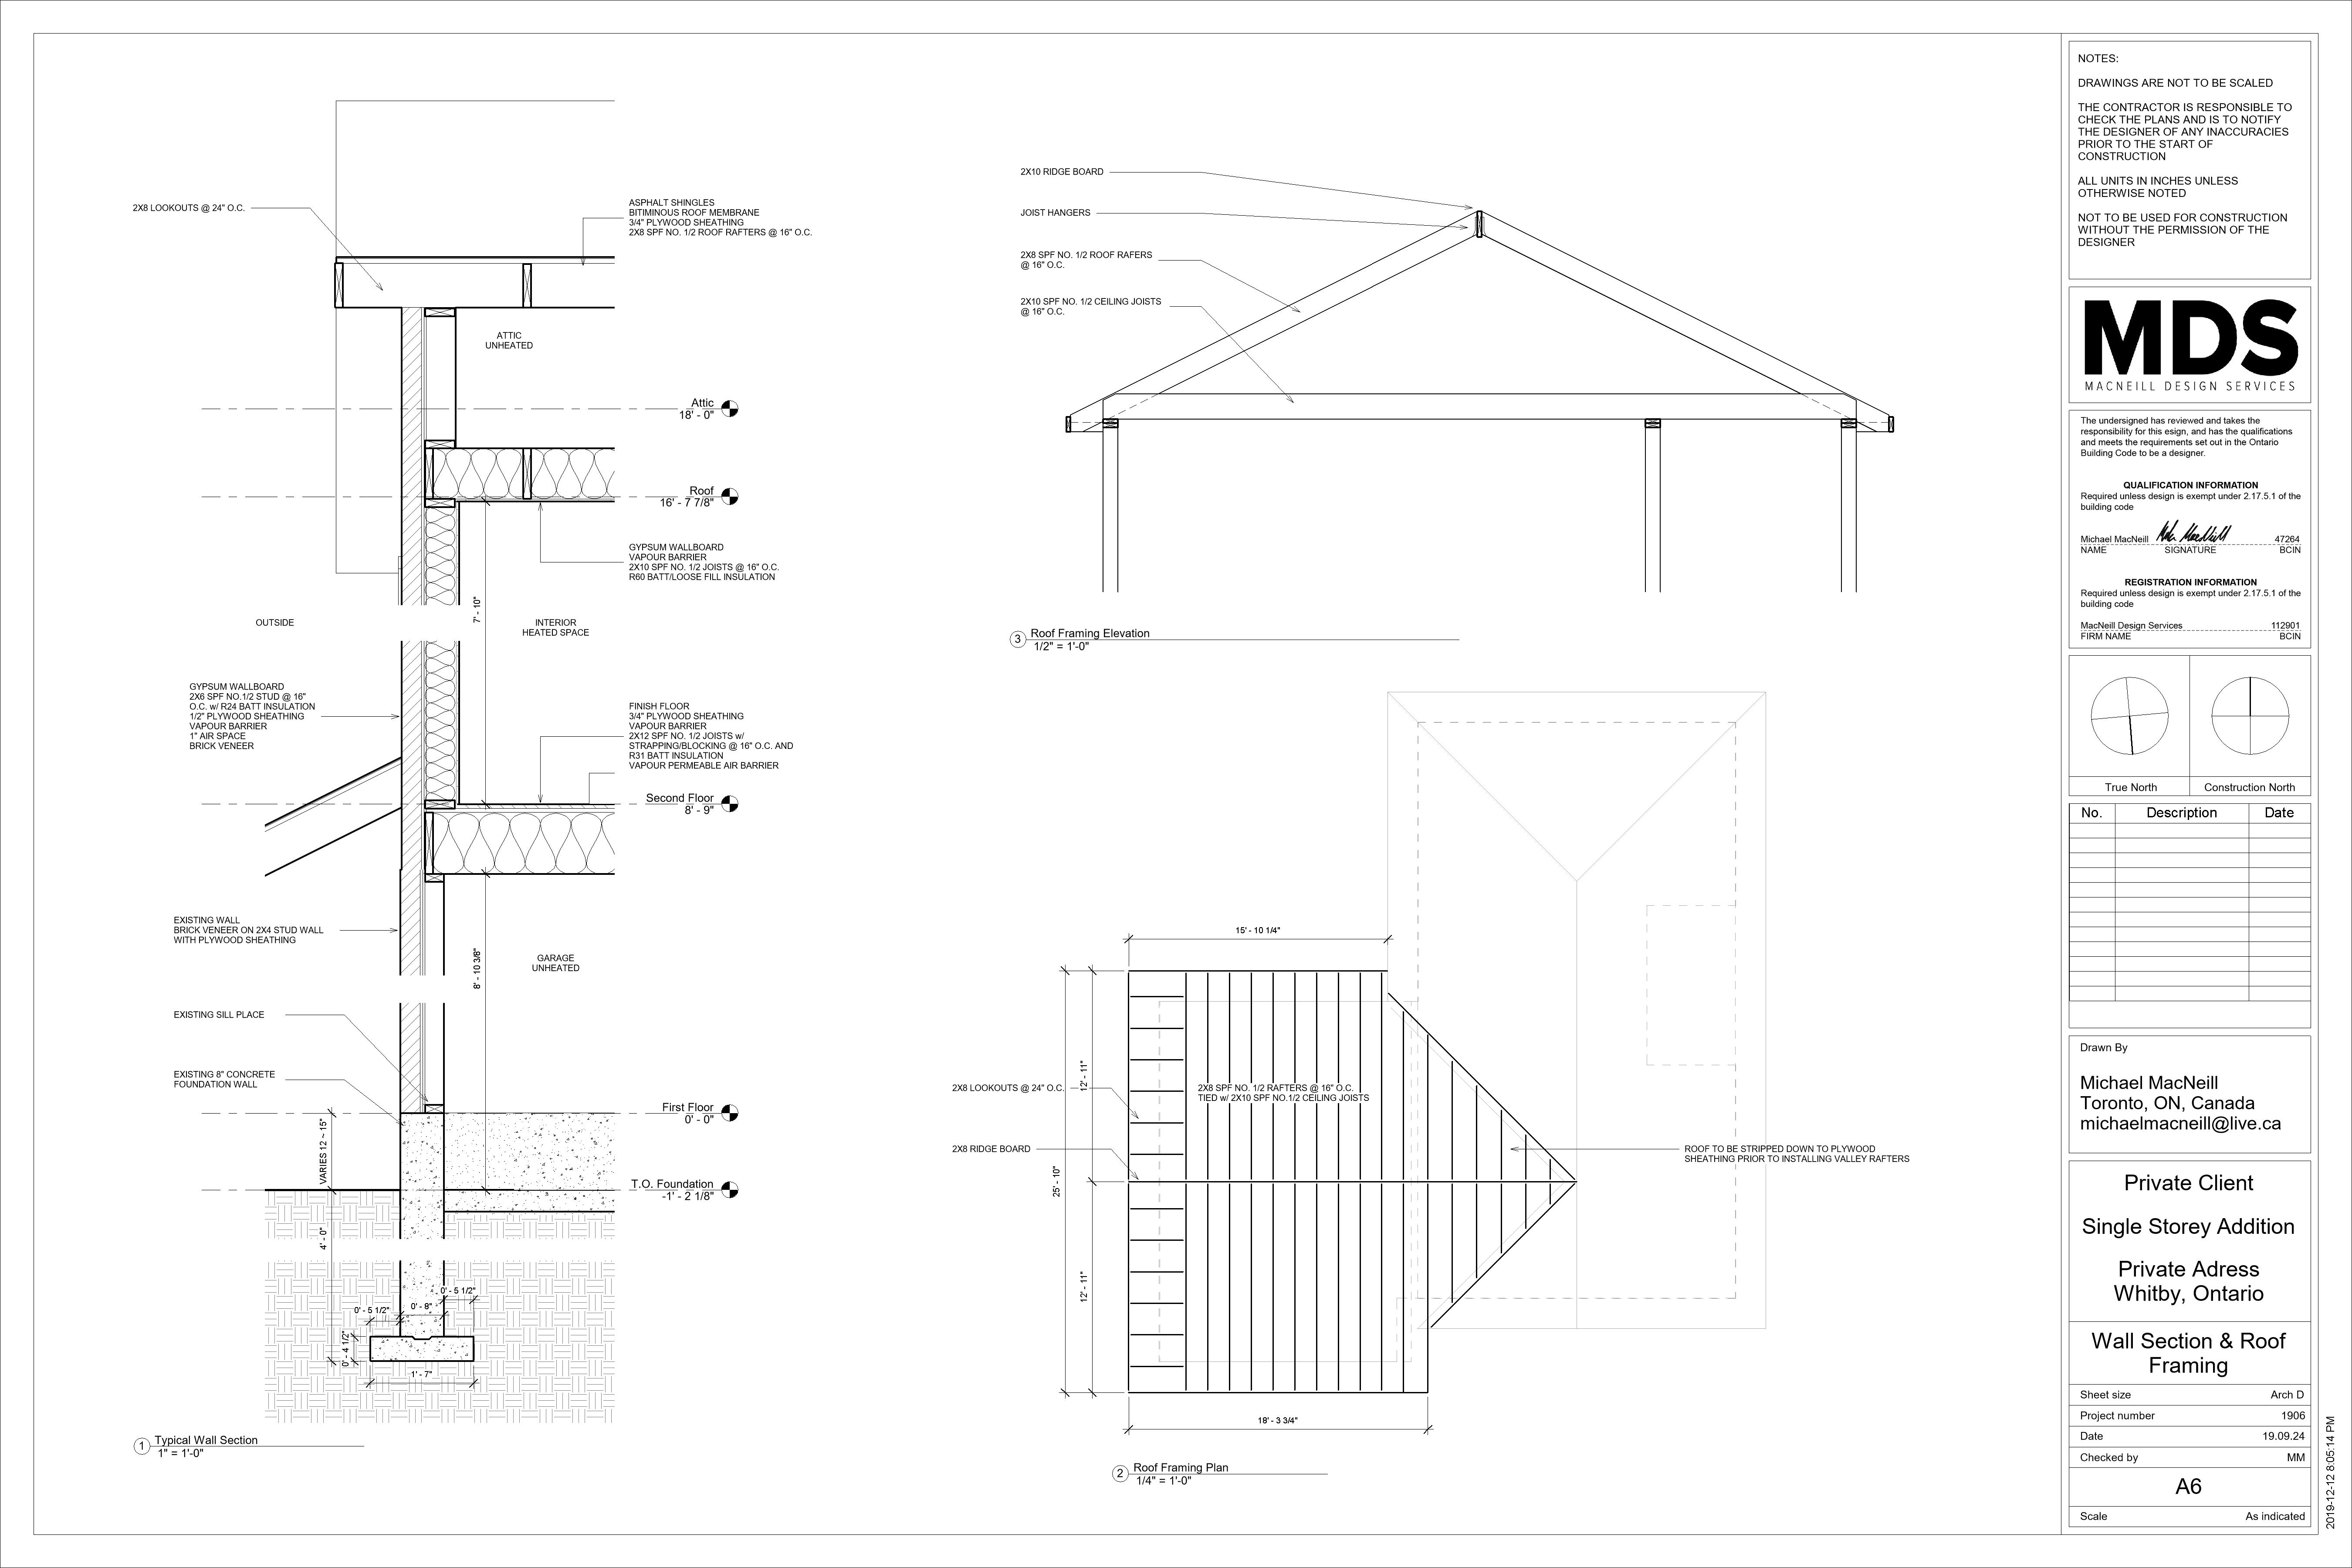 2X8 LOOKOUTS @ 24" O.C.
ASPHALT SHINGLES
BITIMINOUS ROOF MEMBRANE
3/4" PLYWOOD SHEATHING
2X8 SPF NO. 1/2 ROOF RAFTERS @ 16" O.C.
ATTIC
UNHEATED
Attic
18' - 0"
Roof
16' - 7 7/8"
GYPSUM WALLBOARD
VAPOUR BARRIER
2X10 SPF NO. 1/2 JOISTS @ 16" O.C.
R60 BATT/LOOSE FILL INSULATION
7' - 10"
OUTSIDE
INTERIOR
HEATED SPACE
GYPSUM WALLBOARD
2X6 SPF NO.1/2 STUD @ 16"
O.C. w/ R24 BATT INSULATION
1/2" PLYWOOD SHEATHING
VAPOUR BARRIER
1" AIR SPACE
BRICK VENEER
FINISH FLOOR
3/4" PLYWOOD SHEATHING
VAPOUR BARRIER
2X12 SPF NO. 1/2 JOISTS w/
STRAPPING/BLOCKING @ 16" O.C. AND
R31 BATT INSULATION
VAPOUR PERMEABLE AIR BARRIER
Second Floor
8' - 9"
EXISTING WALL
BRICK VENEER ON 2X4 STUD WALL
WITH PLYWOOD SHEATHING
8' - 10 3/8"
GARAGE
UNHEATED
EXISTING SILL PLACE
EXISTING 8" CONCRETE
FOUNDATION WALL
First Floor
0' - 0"
VARIES 12 ~ 15"
T.O. Foundation
-1' - 2 1/8"
4' - 0"
0' - 5 1/2"
0' - 8"
0' - 5 1/2"
0' - 4 1/2"
1' - 7"
1
Typical Wall Section
1" = 1'-0"
2X10 RIDGE BOARD
JOIST HANGERS
2X8 SPF NO. 1/2 ROOF RAFERS
@ 16" O.C.
2X10 SPF NO. 1/2 CEILING JOISTS
@ 16" O.C.
3
Roof Framing Elevation
1/2" = 1'-0"
15' - 10 1/4"
12' - 11"
25' - 10"
12' - 11"
2X8 LOOKOUTS @ 24" O.C.
2X8 SPF NO. 1/2 RAFTERS @ 16" O.C.
TIED w/ 2X10 SPF NO.1/2 CEILING JOISTS
2X8 RIDGE BOARD
ROOF TO BE STRIPPED DOWN TO PLYWOOD
SHEATHING PRIOR TO INSTALLING VALLEY RAFTERS
18' - 3 3/4"
2
Roof Framing Plan
1/4" = 1'-0"
NOTES:
DRAWINGS ARE NOT TO BE SCALED
THE CONTRACTOR IS RESPONSIBLE TO
CHECK THE PLANS AND IS TO NOTIFY
THE DESIGNER OF ANY INACCURACIES
PRIOR TO THE START OF
CONSTRUCTION
ALL UNITS IN INCHES UNLESS
OTHERWISE NOTED
NOT TO BE USED FOR CONSTRUCTION
WITHOUT THE PERMISSION OF THE
DESIGNER
MDS
MACNEILL DESIGN SERVICES
The undersigned has reviewed and takes the
responsibility for this esign, and has the qualifications
and meets the requirements set out in the Ontario
Building Code to be a designer.
QUALIFICATION INFORMATION
Required unless design is exempt under 2.17.5.1 of the
building code
Michael MacNeill 47264
NAME SIGNATURE BCIN
REGISTRATION INFORMATION
Required unless design is exempt under 2.17.5.1 of the
building code
MacNeill Design Services 112901
FIRM NAME BCIN
True North Construction North
No. Description Date
Drawn By
Michael MacNeill
Toronto, ON, Canada
michaelmacneill@live.ca
Private Client
Single Storey Addition
Private Adress
Whitby, Ontario
Wall Section & Roof
Framing
Sheet size Arch D
Project number 1906
Date 19.09.24
Checked by MM
A6
Scale As indicated
2019-12-12 8:05:14 PM